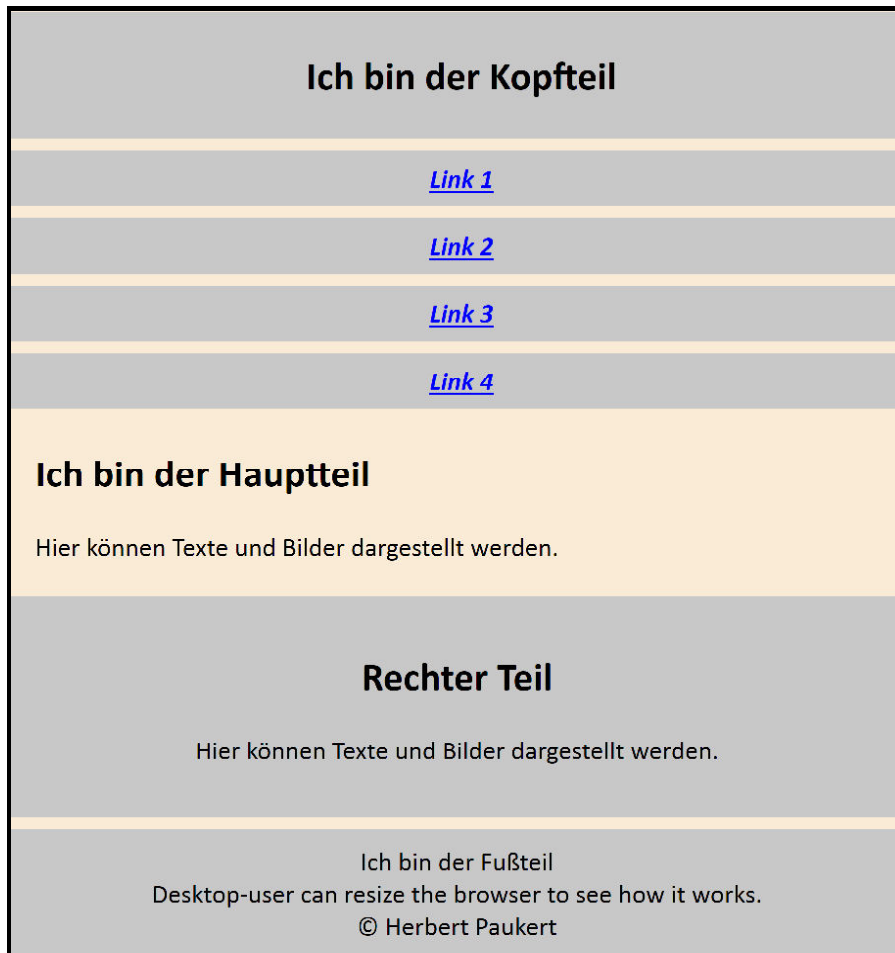 Ich bin der Kopfteil
Link 1
Link 2
Link 3
Link 4
Ich bin der Hauptteil
Hier können Texte und Bilder dargestellt werden.
Rechter Teil
Hier können Texte und Bilder dargestellt werden.
Ich bin der Fußteil
Desktop-user can resize the browser to see how it works.
© Herbert Paukert